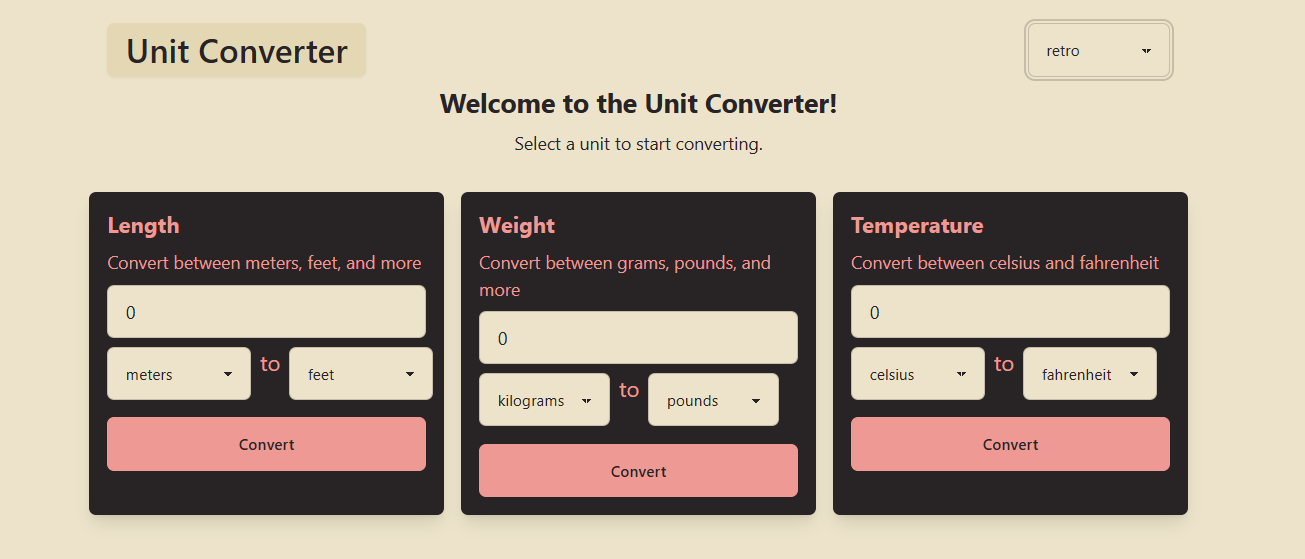 Unit Converter
retro
Welcome to the Unit Converter!
Select a unit to start converting.
Length
Convert between meters, feet, and more
0
meters to feet
Convert
Weight
Convert between grams, pounds, and
more
0
kilograms to pounds
Convert
Temperature
Convert between celsius and fahrenheit
0
celsius to fahrenheit
Convert